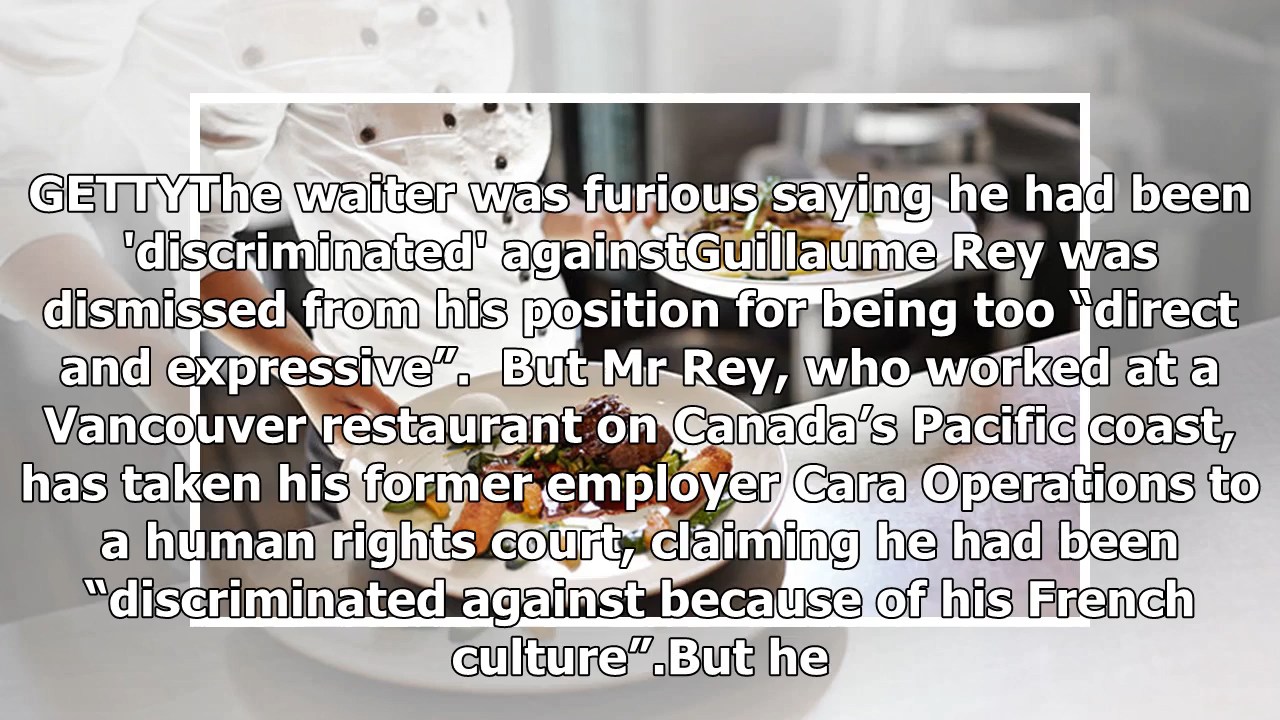 GETTYThe waiter was furious saying he had been
'discriminated' againstGuillaume Rey was
dismissed from his position for being too “direct
and expressive”.  But Mr Rey, who worked at a
Vancouver restaurant on Canada’s Pacific coast,
has taken his former employer Cara Operations to
a human rights court, claiming he had been
“discriminated against because of his French
culture”.But he